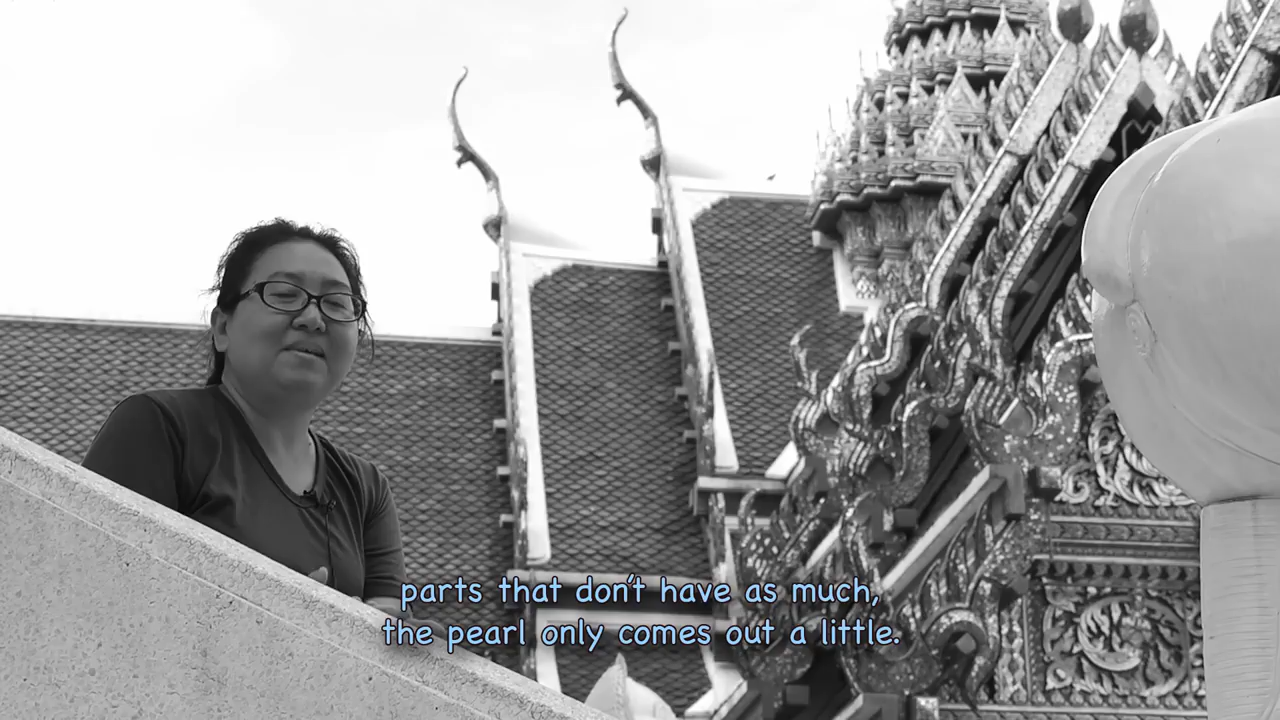 parts that don't have as much,
the pearl only comes out a little.